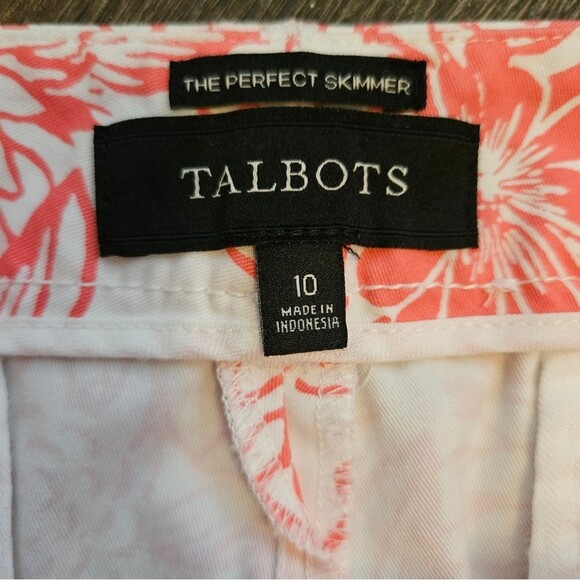 THE PERFECT SKIMMER
TALBOTS
10
MADE IN
INDONESIA